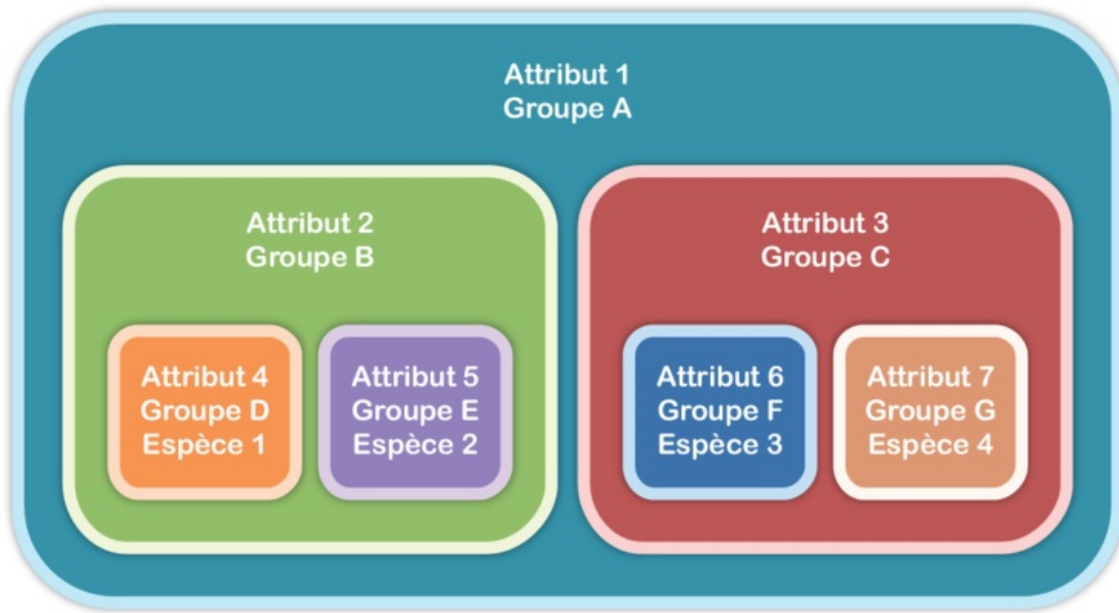 Attribut 1
Groupe A
Attribut 2
Groupe B
Attribut 3
Groupe C
Attribut 4
Groupe D
Espèce 1
Attribut 5
Groupe E
Espèce 2
Attribut 6
Groupe F
Espèce 3
Attribut 7
Groupe G
Espèce 4